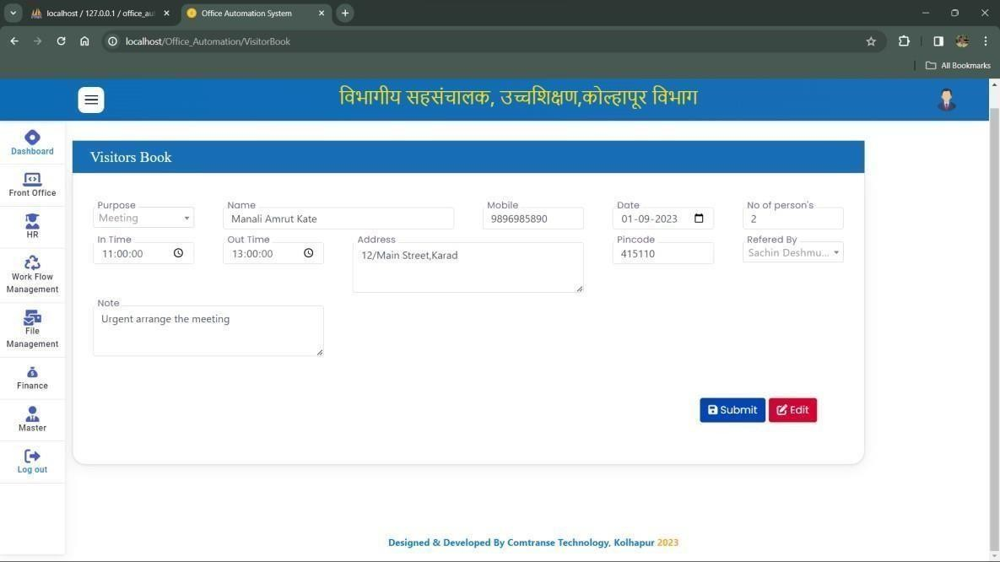 localhost / 127.0.0.1 / office_au
Office Automation System
localhost/Office_Automation/VisitorBook
All Bookmarks
विभागीय सहसंचालक, उच्चशिक्षण,कोल्हापूर विभाग
Dashboard
Front Office
HR
Work Flow
Management
File
Management
Finance
Master
Log out
Visitors Book
Purpose Name Mobile Date No of person's
Meeting Manali Amrut Kate 9896985890 01-09-2023 2
In Time Out Time Address Pincode Refered By
11:00:00 13:00:00 12/Main Street,Karad 415110 Sachin Deshmu...
Note
Urgent arrange the meeting
Submit Edit
Designed & Developed By Comtranse Technology, Kolhapur 2023